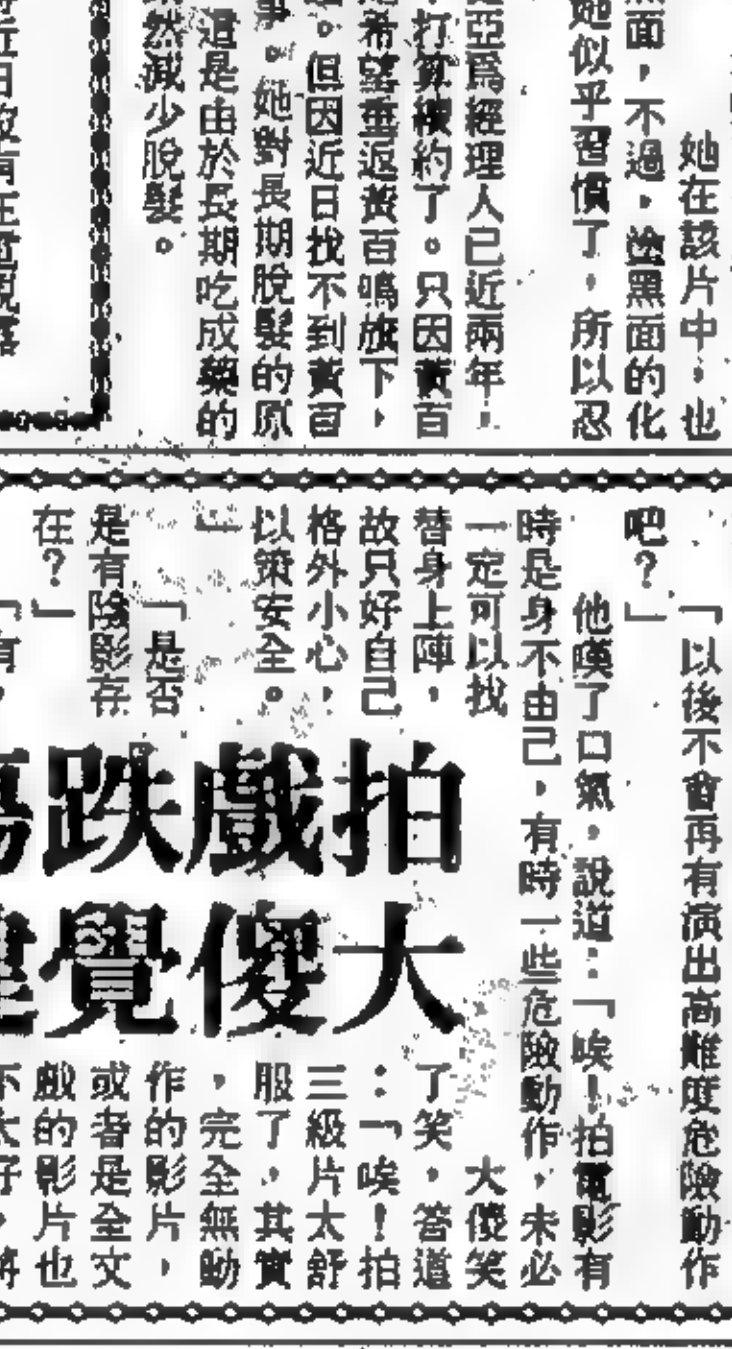 她在該片中，也
面，不過，塗黑面的化
她似乎習慣了，所以忍
亞爲經理人已近兩年，
打算續約了。只因黃百
希望重返黃百鳴旗下，
。但因近日找不到黃百
事。她對長期脫髮的原
道是由於長期吃成藥的
然減少脫髮。
「以後不會再有演出高難度危險動作
吧？」
他嘆了口氣，說道：「唉！拍電影有
時是身不由己，有時一些危險動作，未必
一定可以找
替身上陣，
故只好自己
格外小心，
以策安全。
」
「是否
是有陰影存
在？」
「有，
拍戲跌傷
大傻覺
大傻笑
了笑，答道
：「唉！拍
三級片太舒
服了，其實
，完全無動
作的影片，
或者是全文
戲的影片也
不太好，將